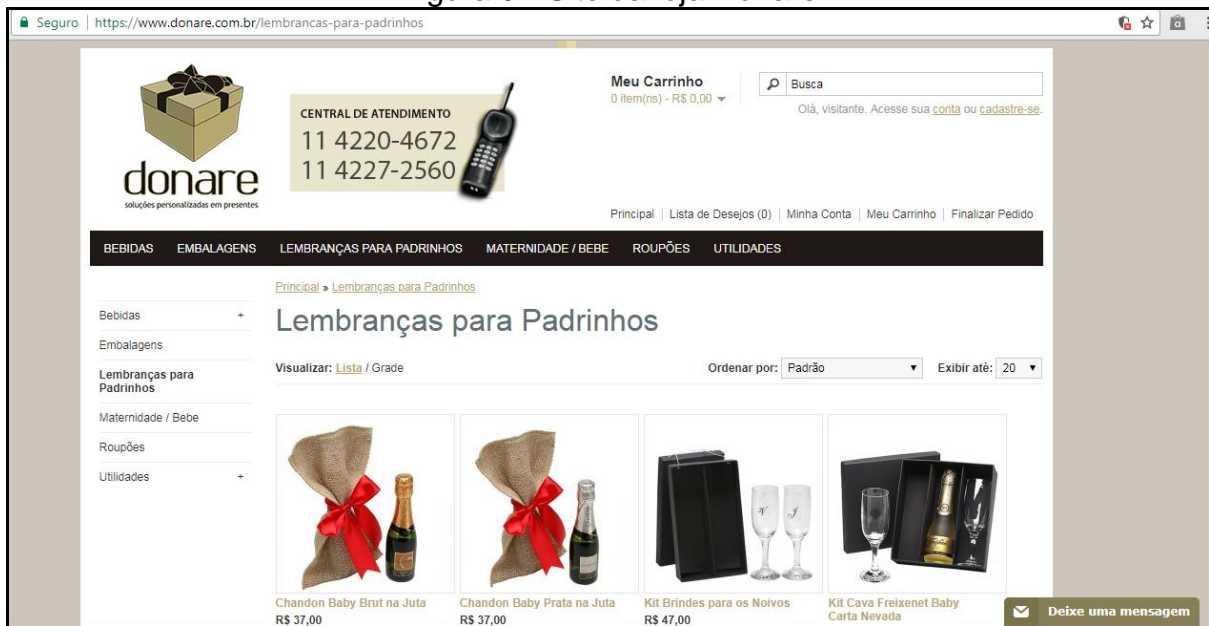 Seguro
https://www.donare.com.br/lembrancas-para-padrinhos
donare
soluções personalizadas em presentes
CENTRAL DE ATENDIMENTO
11 4220-4672
11 4227-2560
Meu Carrinho
0 item(ns) - R$ 0,00
Busca
Olá, visitante. Acesse sua conta ou cadastre-se.
Principal | Lista de Desejos (0) | Minha Conta | Meu Carrinho | Finalizar Pedido
BEBIDAS EMBALAGENS LEMBRANÇAS PARA PADRINHOS MATERNIDADE / BEBE ROUPÕES UTILIDADES
Bebidas +
Embalagens
Lembranças para
Padrinhos
Maternidade / Bebe
Roupões
Utilidades +
Principal » Lembranças para Padrinhos
Lembranças para Padrinhos
Visualizar: Lista / Grade
Ordenar por: Padrão
Exibir até: 20
Chandon Baby Brut na Juta
R$ 37,00
Chandon Baby Prata na Juta
R$ 37,00
Kit Brindes para os Noivos
R$ 47,00
Kit Cava Freixenet Baby
Carta Nevada
Deixe uma mensagem